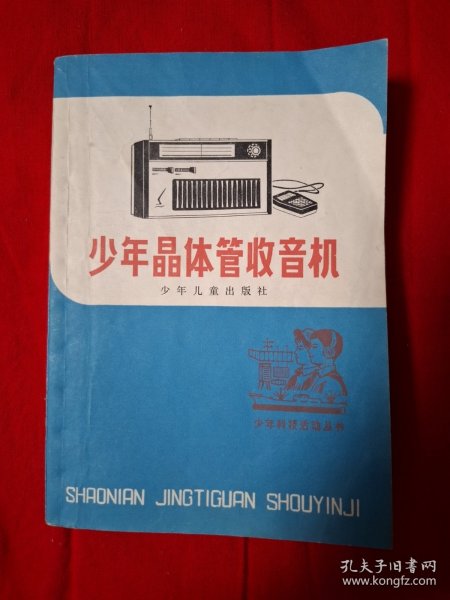 少年晶体管收音机
少年儿童出版社
少年科技活动丛书
SHAONIAN JINGTIGUAN SHOUYINJI
孔夫子旧书网
www.kongfz.com